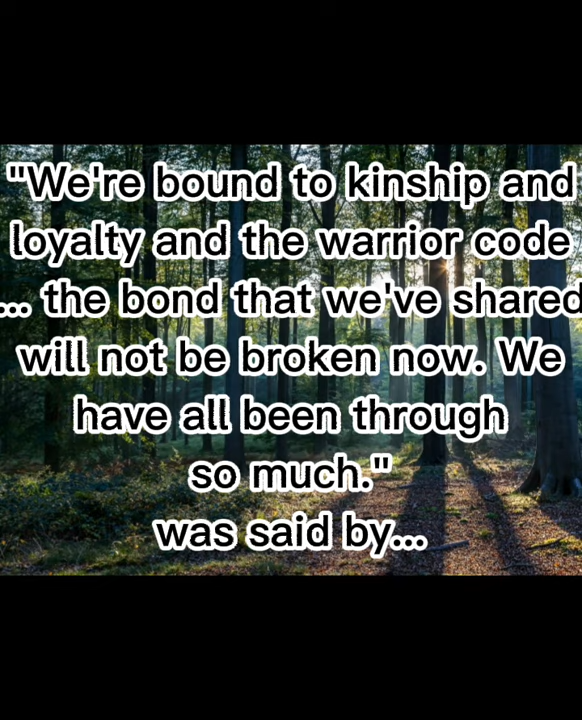 "We're bound to kinship and
loyalty and the warrior code
... the bond that we've shared
will not be broken now. We
have all been through
so much."
was said by...